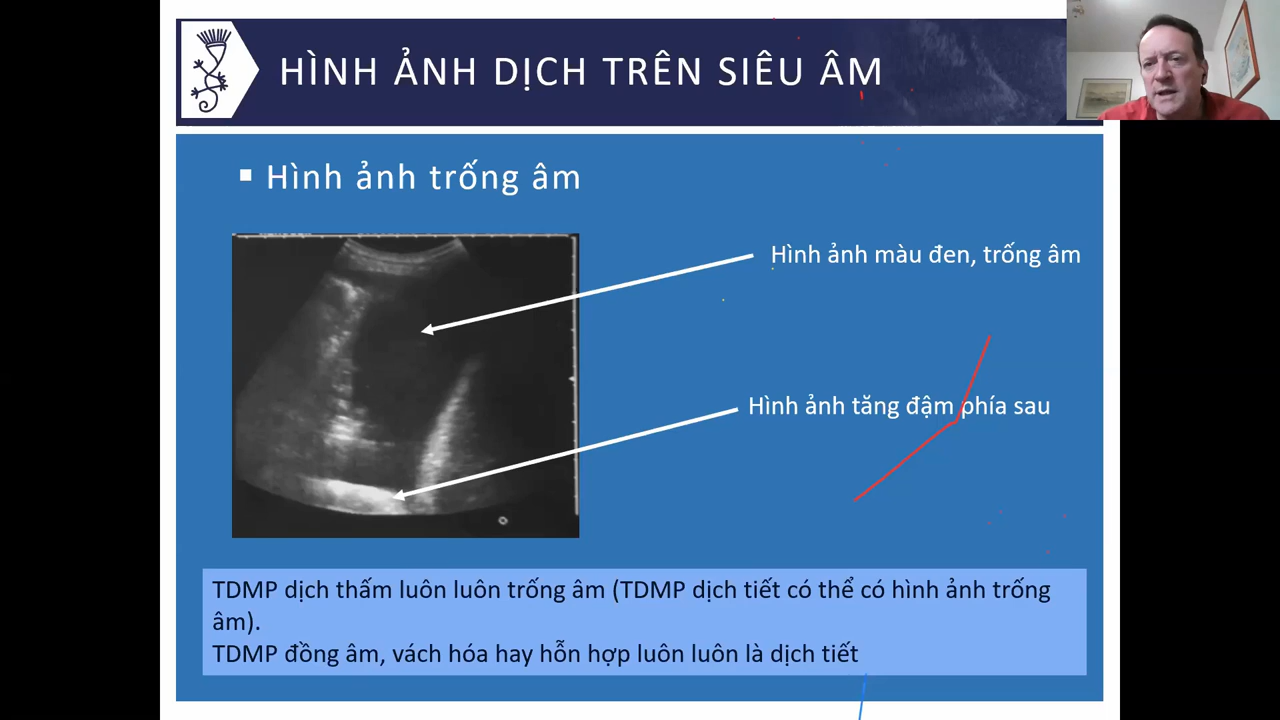 HÌNH ẢNH DỊCH TRÊN SIÊU ÂM
Hình ảnh trống âm
Hình ảnh màu đen, trống âm
Hình ảnh tăng đậm phía sau
TDMP dịch thấm luôn luôn trống âm (TDMP dịch tiết có thể có hình ảnh trống
âm).
TDMP đồng âm, vách hóa hay hỗn hợp luôn luôn là dịch tiết